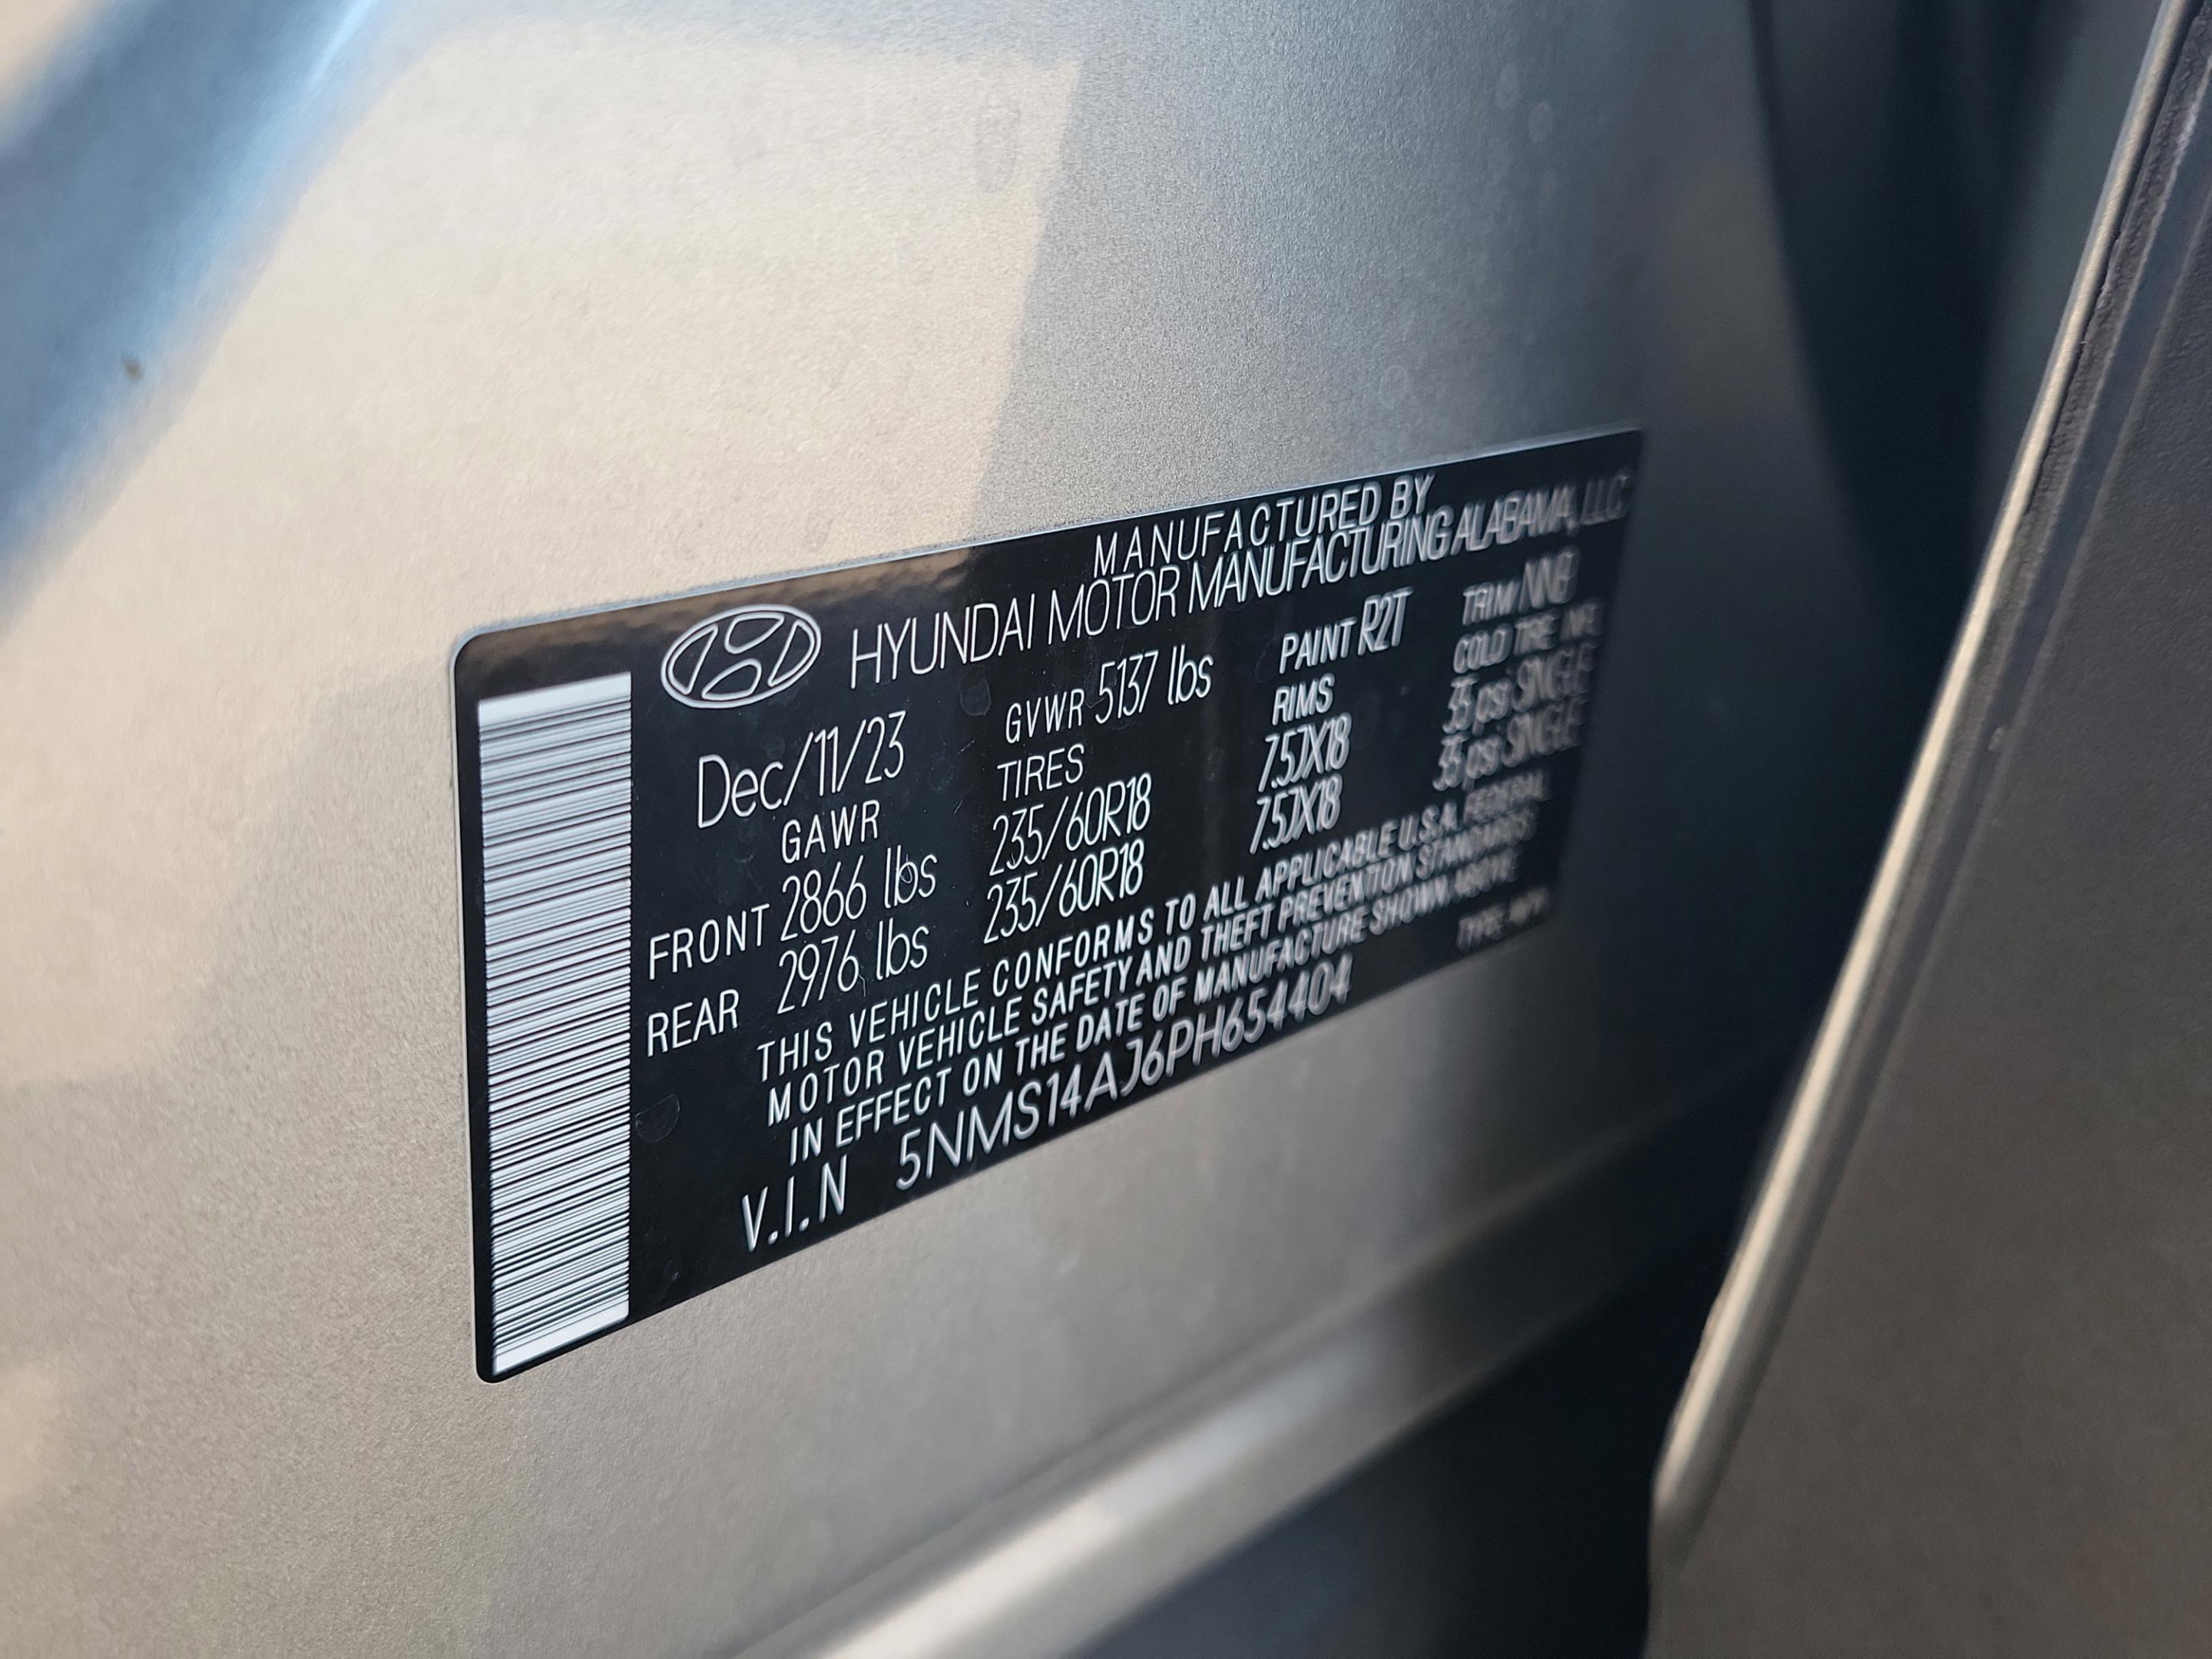 MANUFACTURED BY
HYUNDAI MOTOR MANUFACTURING ALABAMA, LLC
Dec/11/23 GVWR 5137 lbs PAINT R2T TRIM NNB
GAWR TIRES RIMS COLD TIRE
FRONT 2866 lbs 235/60R18 7.5JX18 35 psi SINGLE
REAR 2976 lbs 235/60R18 7.5JX18 35 psi SINGLE
THIS VEHICLE CONFORMS TO ALL APPLICABLE U.S.A. FEDERAL
MOTOR VEHICLE SAFETY AND THEFT PREVENTION STANDARDS
IN EFFECT ON THE DATE OF MANUFACTURE SHOWN ABOVE
V.I.N 5NMS14AJ6PH654404 TYPE: MPV